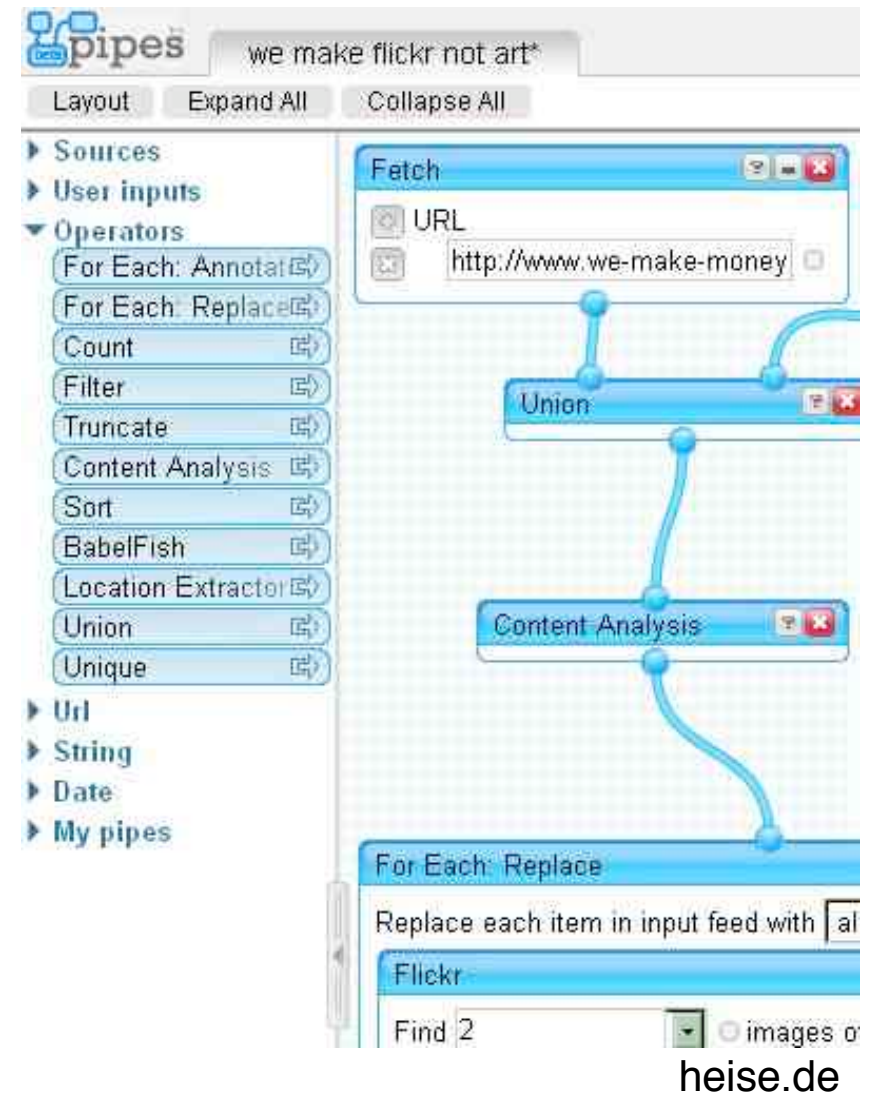 beta pipes
we make flickr not art*
Layout Expand All Collapse All
Sources
User inputs
Operators
For Each: Annotat
For Each: Replace
Count
Filter
Truncate
Content Analysis
Sort
BabelFish
Location Extractor
Union
Unique
Url
String
Date
My pipes
Fetch
URL
http://www.we-make-money
Union
Content Analysis
For Each: Replace
Replace each item in input feed with al
Flickr
Find 2 images of
heise.de